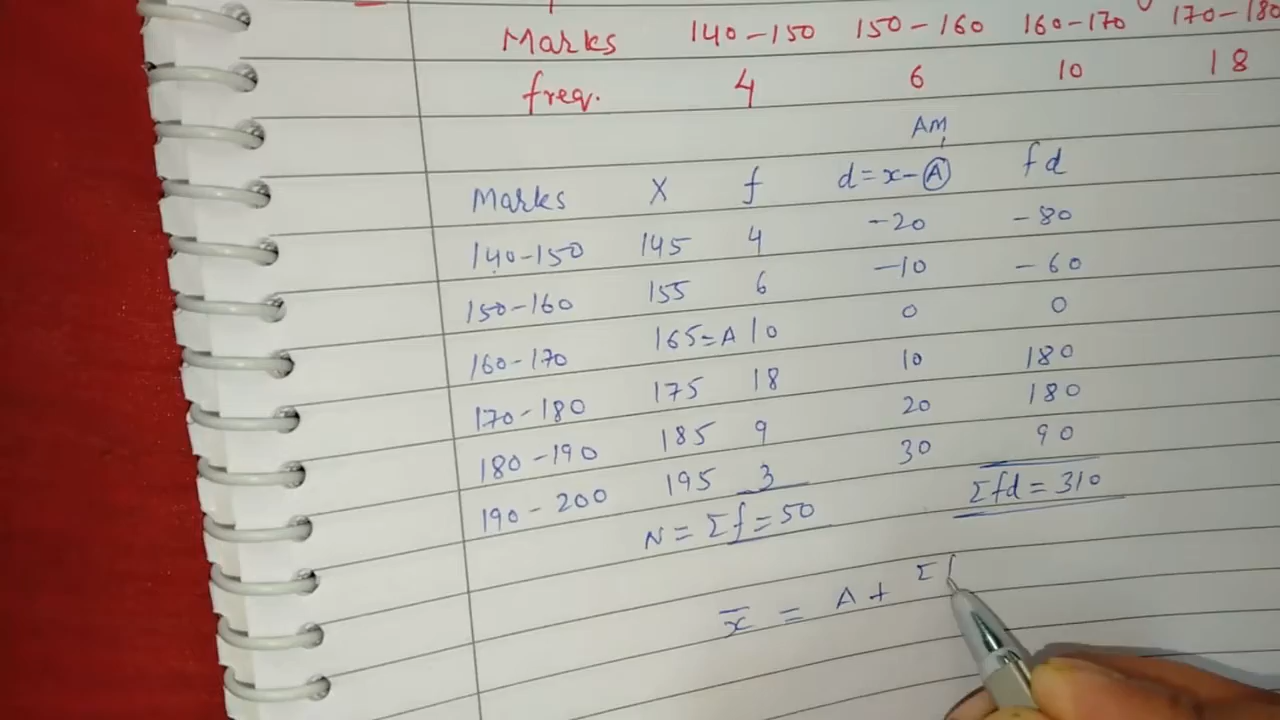 Marks 140-150 150-160 160-170 170-180
freq. 4 6 10 18
AM
Marks X f d=x-A fd
140-150 145 4 -20 -80
150-160 155 6 -10 -60
160-170 165=A 10 0 0
170-180 175 18 10 180
180-190 185 9 20 180
190-200 195 3 30 90
N = Σf = 50 Σfd = 310
x̄ = A + Σf